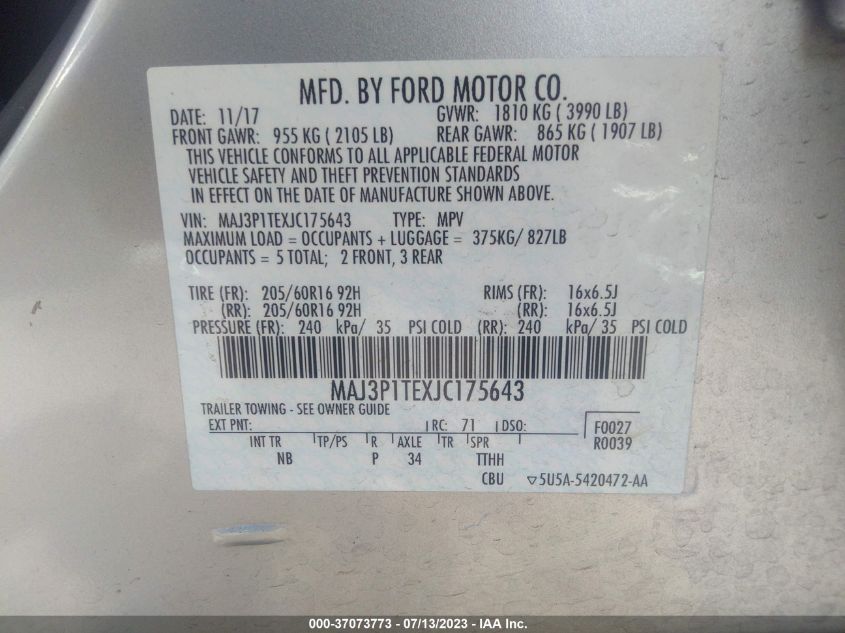 MFD. BY FORD MOTOR CO.
DATE: 11/17 GVWR: 1810 KG ( 3990 LB)
FRONT GAWR: 955 KG ( 2105 LB) REAR GAWR: 865 KG ( 1907 LB)
THIS VEHICLE CONFORMS TO ALL APPLICABLE FEDERAL MOTOR
VEHICLE SAFETY AND THEFT PREVENTION STANDARDS
IN EFFECT ON THE DATE OF MANUFACTURE SHOWN ABOVE.
VIN: MAJ3P1TEXJC175643 TYPE: MPV
MAXIMUM LOAD = OCCUPANTS + LUGGAGE = 375KG/ 827LB
OCCUPANTS = 5 TOTAL; 2 FRONT, 3 REAR
TIRE (FR): 205/60R16 92H RIMS (FR): 16x6.5J
(RR): 205/60R16 92H (RR): 16x6.5J
PRESSURE (FR): 240 kPa/ 35 PSI COLD (RR): 240 kPa/ 35 PSI COLD
MAJ3P1TEXJC175643
TRAILER TOWING - SEE OWNER GUIDE
EXT PNT: RC: 71 DSO: F0027
R0039
INT TR TP/PS R AXLE TR SPR
NB P 34 TTHH
CBU ▽5U5A-5420472-AA
000-37073773 - 07/13/2023 - IAA Inc.